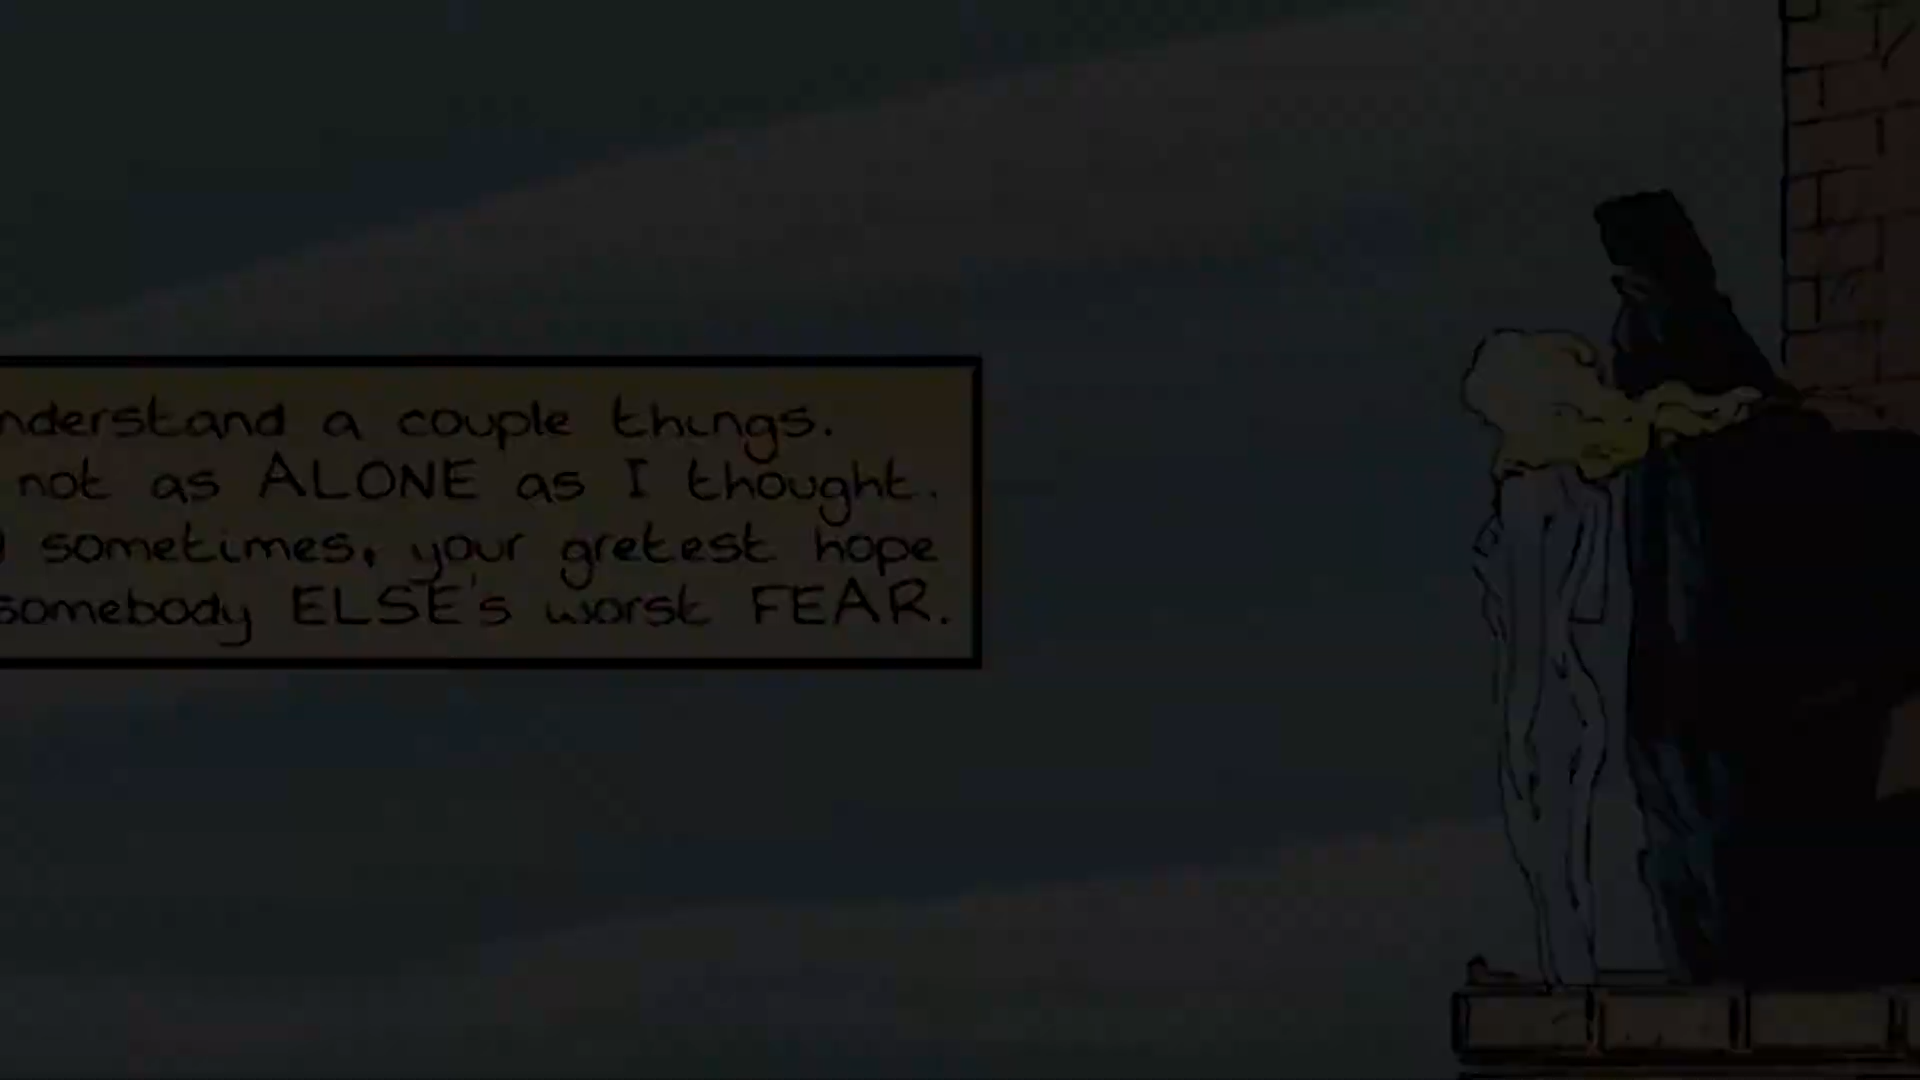 nderstand a couple things.
not as ALONE as I thought.
sometimes, your gretest hope
somebody ELSE's worst FEAR.